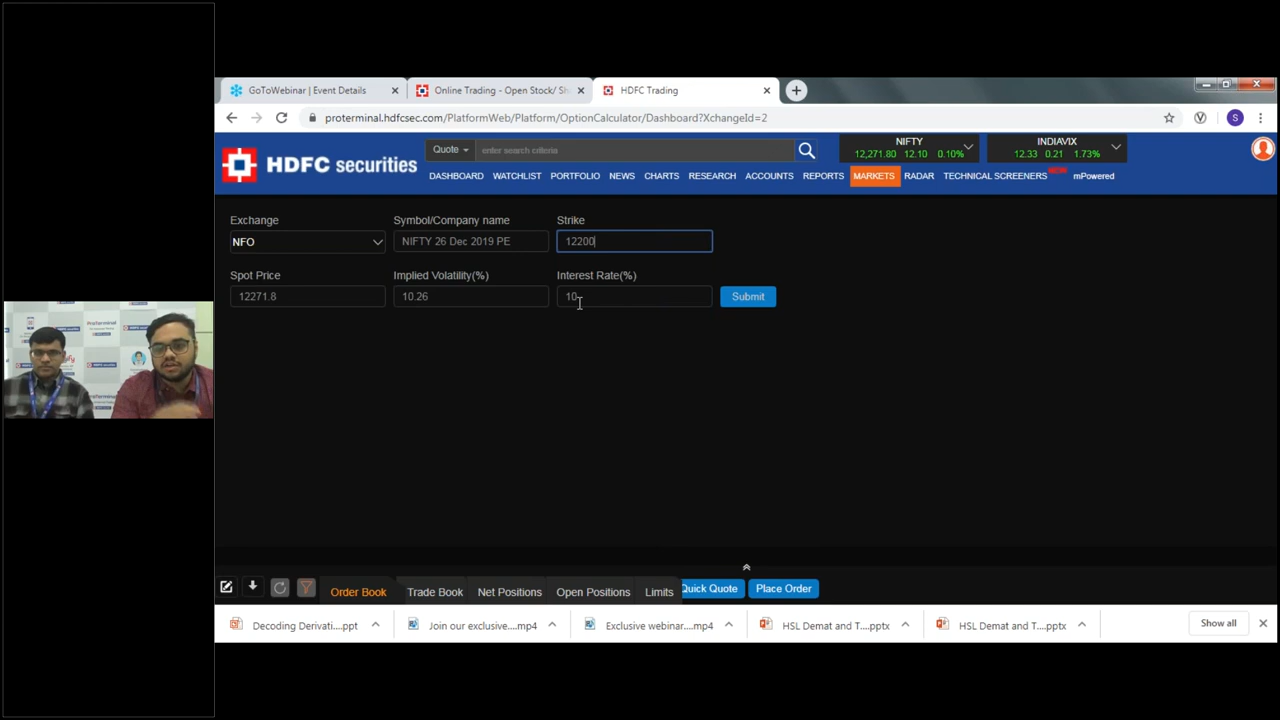 GoToWebinar | Event Details
Online Trading - Open Stock/ Sh
HDFC Trading
proterminal.hdfcsec.com/PlatformWeb/Platform/OptionCalculator/Dashboard?XchangeId=2
HDFC securities
Quote
enter search criteria
NIFTY
12,271.80 12.10 0.10%
INDIAVIX
12.33 0.21 1.73%
DASHBOARD WATCHLIST PORTFOLIO NEWS CHARTS RESEARCH ACCOUNTS REPORTS MARKETS RADAR TECHNICAL SCREENERS mPowered
Exchange Symbol/Company name Strike
NFO NIFTY 26 Dec 2019 PE 12200
Spot Price Implied Volatility(%) Interest Rate(%)
12271.8 10.26 10 Submit
Order Book Trade Book Net Positions Open Positions Limits Quick Quote Place Order
Decoding Derivati....ppt Join our exclusive....mp4 Exclusive webinar....mp4 HSL Demat and T....pptx HSL Demat and T....pptx Show all